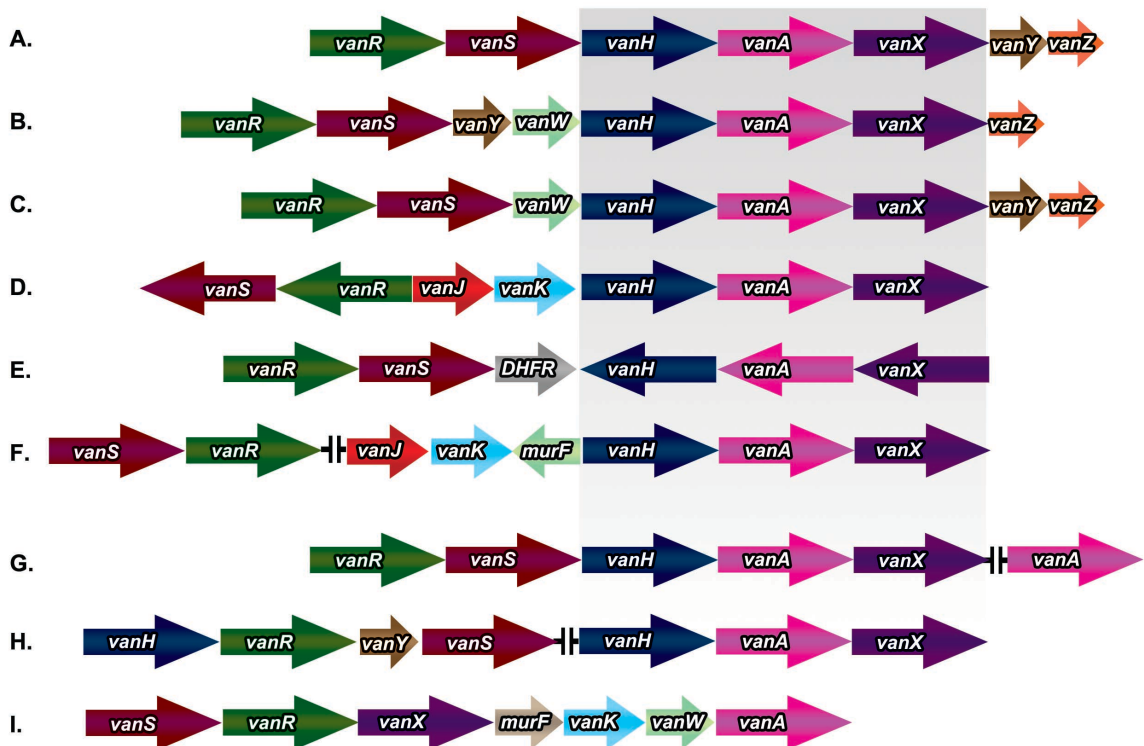 A. vanR vanS vanH vanA vanX vanY vanZ
B. vanR vanS vanY vanW vanH vanA vanX vanZ
C. vanR vanS vanW vanH vanA vanX vanY vanZ
D. vanS vanR vanJ vanK vanH vanA vanX
E. vanR vanS DHFR vanH vanA vanX
F. vanS vanR vanJ vanK murF vanH vanA vanX
G. vanR vanS vanH vanA vanX vanA
H. vanH vanR vanY vanS vanH vanA vanX
I. vanS vanR vanX murF vanK vanW vanA